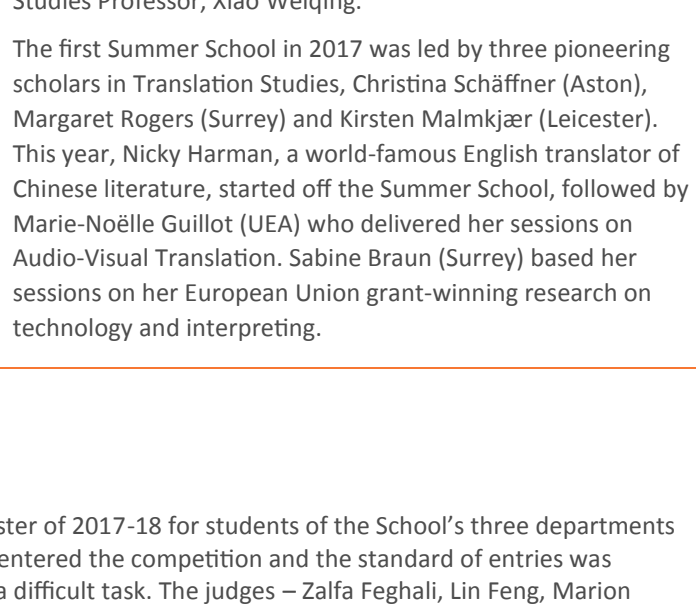 Studies Professor, Xiao Weiqing.
The first Summer School in 2017 was led by three pioneering
scholars in Translation Studies, Christina Schäffner (Aston),
Margaret Rogers (Surrey) and Kirsten Malmkjær (Leicester).
This year, Nicky Harman, a world-famous English translator of
Chinese literature, started off the Summer School, followed by
Marie-Noëlle Guillot (UEA) who delivered her sessions on
Audio-Visual Translation. Sabine Braun (Surrey) based her
sessions on her European Union grant-winning research on
technology and interpreting.
ster of 2017-18 for students of the School’s three departments
entered the competition and the standard of entries was
a difficult task. The judges – Zalfa Feghali, Lin Feng, Marion